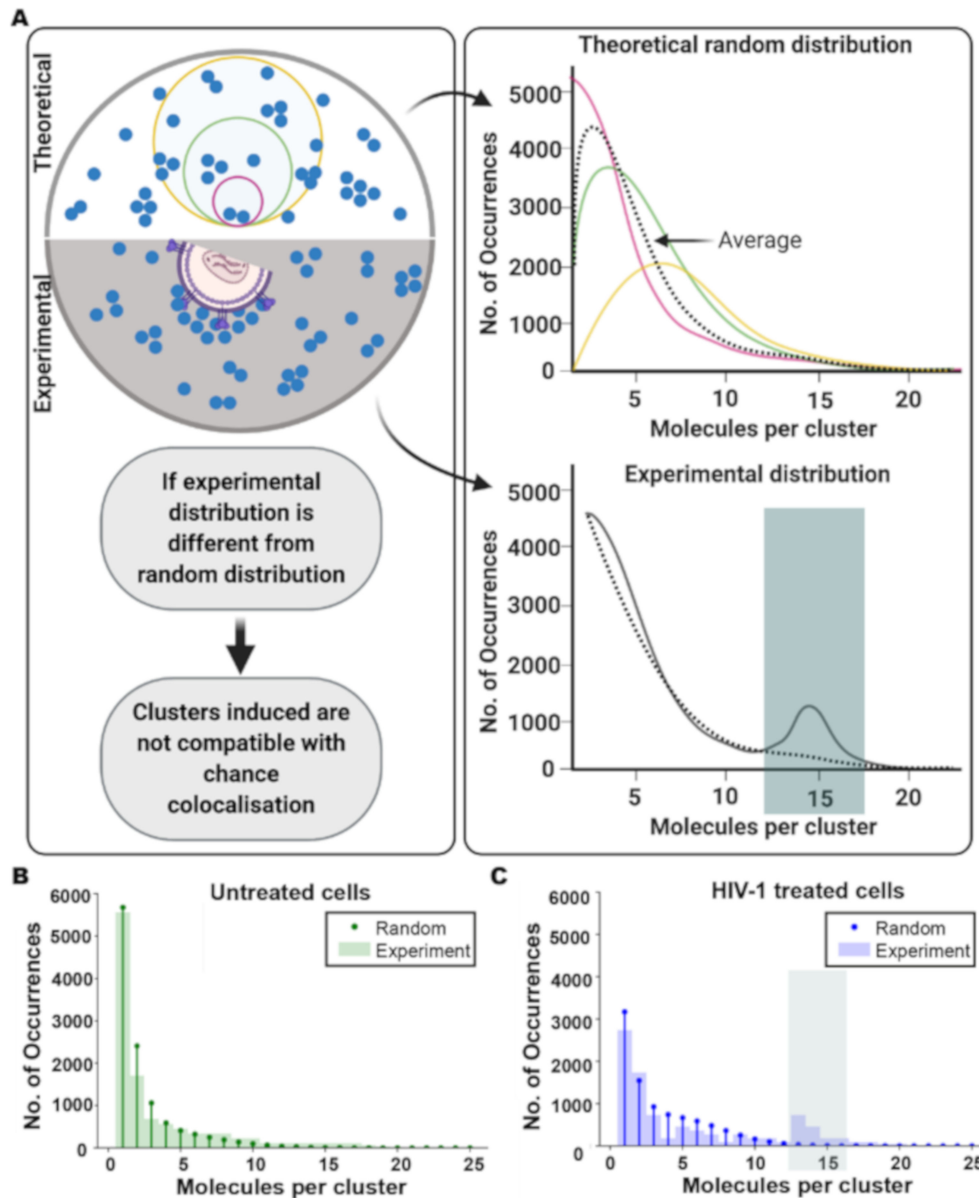 A
Theoretical
Experimental
If experimental
distribution is
different from
random distribution
Clusters induced are
not compatible with
chance
colocalisation
Theoretical random distribution
No. of Occurrences
5000
4000
3000
2000
1000
0
Average
5 10 15 20
Molecules per cluster
Experimental distribution
No. of Occurrences
5000
4000
3000
2000
1000
0
5 10 15 20
Molecules per cluster
B
Untreated cells
No. of Occurrences
6000
5000
4000
3000
2000
1000
0
Random
Experiment
0 5 10 15 20 25
Molecules per cluster
C
HIV-1 treated cells
No. of Occurrences
6000
5000
4000
3000
2000
1000
0
Random
Experiment
0 5 10 15 20 25
Molecules per cluster